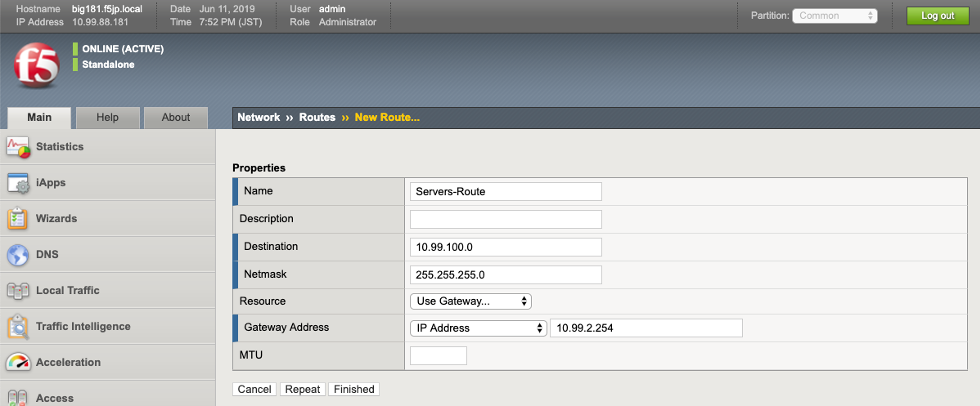 Hostname big181.f5jp.local Date Jun 11, 2019 User admin
IP Address 10.99.88.181 Time 7:52 PM (JST) Role Administrator
Partition: Common Log out
f5
ONLINE (ACTIVE)
Standalone
Main Help About
Network ›› Routes ›› New Route...
Statistics
iApps
Wizards
DNS
Local Traffic
Traffic Intelligence
Acceleration
Access
Properties
Name Servers-Route
Description
Destination 10.99.100.0
Netmask 255.255.255.0
Resource Use Gateway...
Gateway Address IP Address 10.99.2.254
MTU
Cancel Repeat Finished